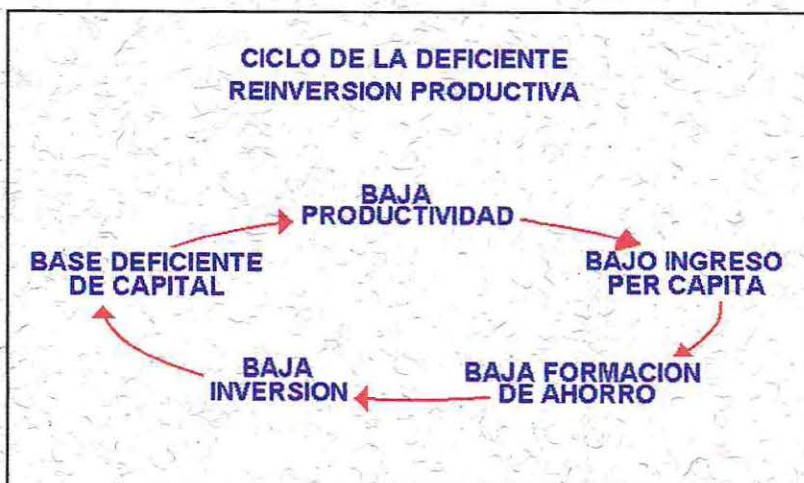 CICLO DE LA DEFICIENTE
REINVERSION PRODUCTIVA
BAJA
PRODUCTIVIDAD
BAJO INGRESO
PER CAPITA
BAJA FORMACION
DE AHORRO
BAJA
INVERSION
BASE DEFICIENTE
DE CAPITAL